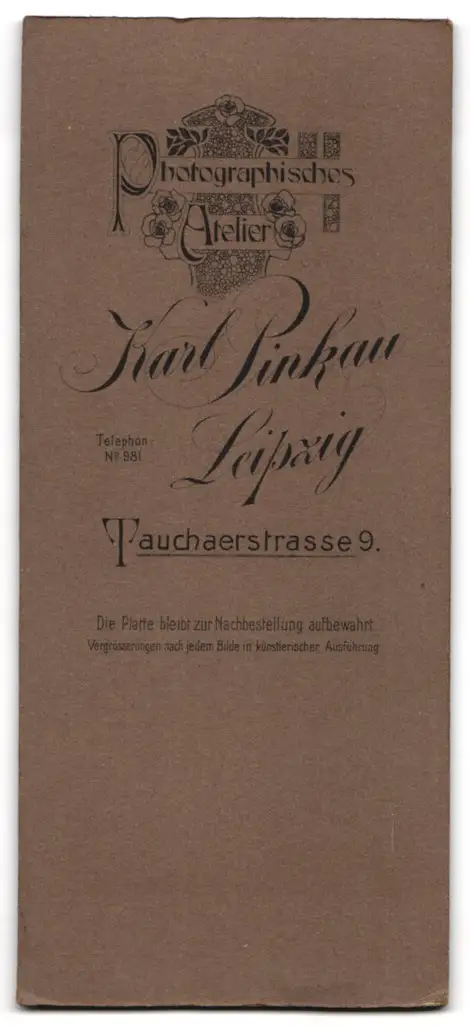 Photographisches
Atelier
Karl Pinkau
Leipzig
Telephon
No 981
Tauchaerstrasse 9.
Die Platte bleibt zur Nachbestellung aufbewahrt
Vergrösserungen nach jedem Bilde in künstlerischer Ausführung